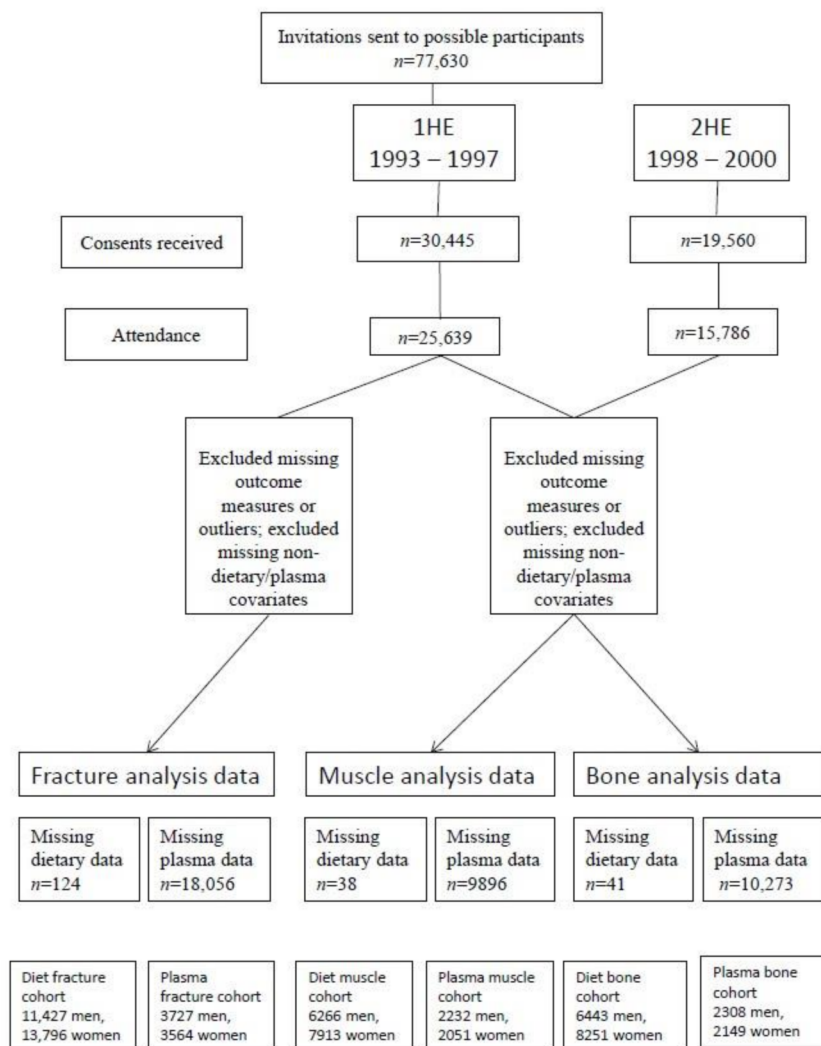 Invitations sent to possible participants
n=77,630
1HE
1993 – 1997
2HE
1998 – 2000
Consents received
n=30,445
n=19,560
Attendance
n=25,639
n=15,786
Excluded missing
outcome
measures or
outliers; excluded
missing non-
dietary/plasma
covariates
Excluded missing
outcome
measures or
outliers; excluded
missing non-
dietary/plasma
covariates
Fracture analysis data
Muscle analysis data
Bone analysis data
Missing
dietary data
n=124
Missing
plasma data
n=18,056
Missing
dietary data
n=38
Missing
plasma data
n=9896
Missing
dietary data
n=41
Missing
plasma data
n=10,273
Diet fracture
cohort
11,427 men,
13,796 women
Plasma
fracture cohort
3727 men,
3564 women
Diet muscle
cohort
6266 men,
7913 women
Plasma muscle
cohort
2232 men,
2051 women
Diet bone
cohort
6443 men,
8251 women
Plasma bone
cohort
2308 men,
2149 women